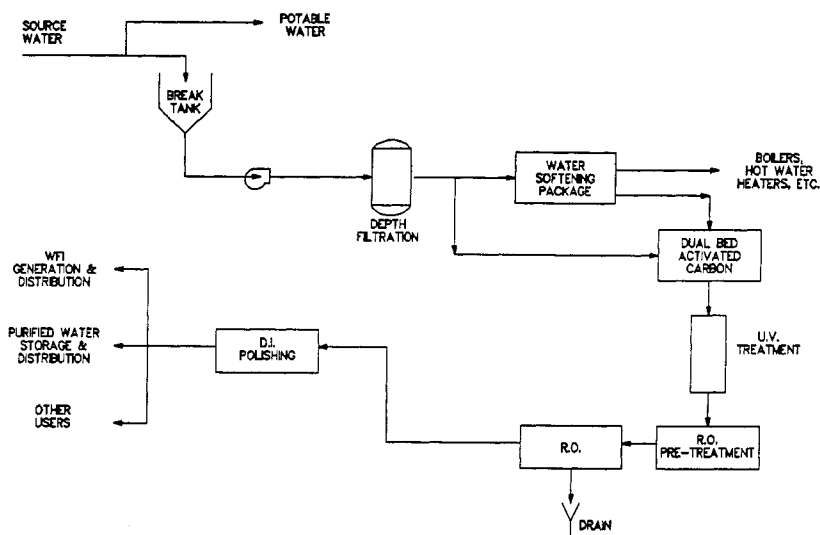 SOURCE
WATER
POTABLE
WATER
BREAK
TANK
DEPTH
FILTRATION
WATER
SOFTENING
PACKAGE
BOILERS,
HOT WATER
HEATERS, ETC.
DUAL BED
ACTIVATED
CARBON
U.V.
TREATMENT
R.O.
PRE-TREATMENT
R.O.
DRAIN
D.I.
POLISHING
WFI
GENERATION &
DISTRIBUTION
PURIFIED WATER
STORAGE &
DISTRIBUTION
OTHER
USERS